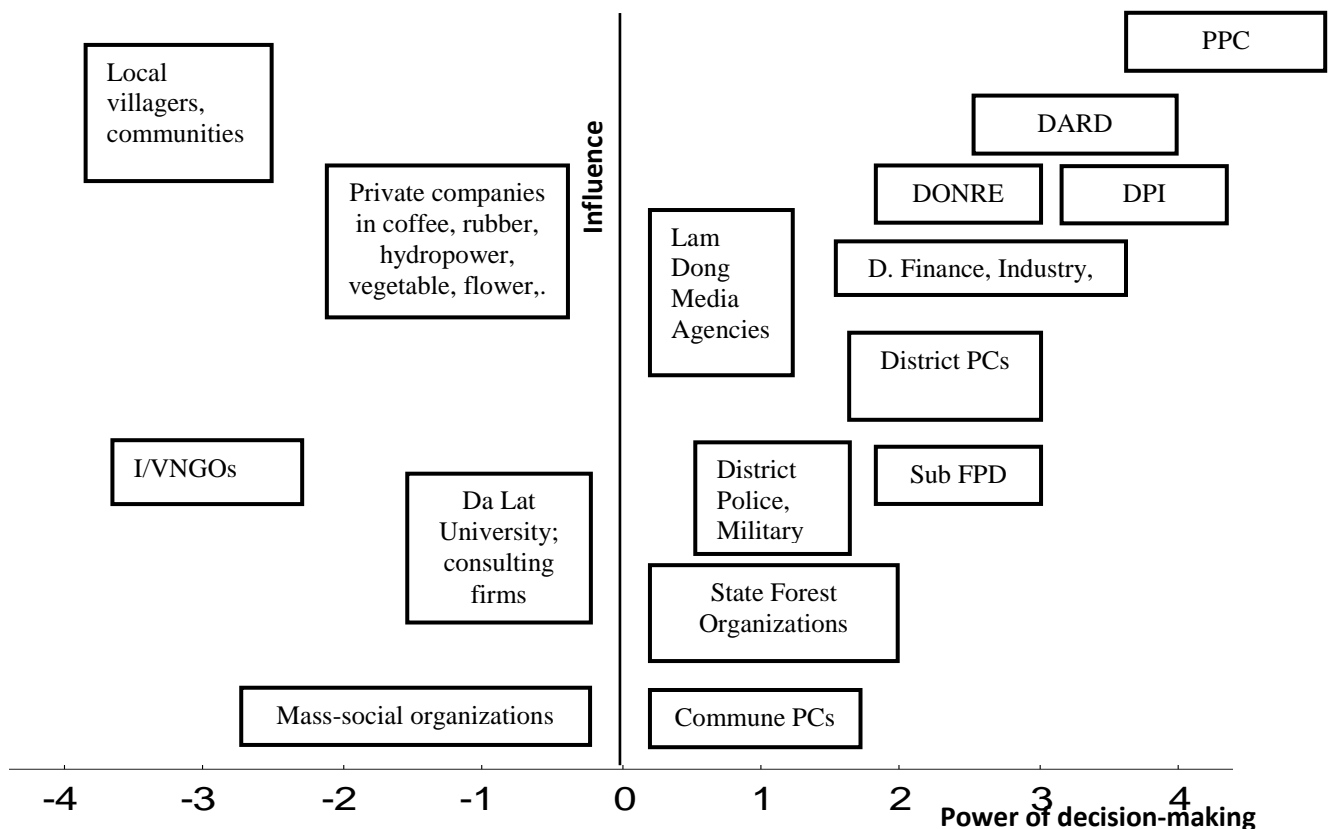 PPC
Local
villagers,
communities
DARD
Influence
Private companies
in coffee, rubber,
hydropower,
vegetable, flower,.
DONRE
DPI
Lam
Dong
Media
Agencies
D. Finance, Industry,
District PCs
I/VNGOs
Da Lat
University;
consulting
firms
District
Police,
Military
Sub FPD
State Forest
Organizations
Mass-social organizations
Commune PCs
-4 -3 -2 -1 0 1 2 3 4
Power of decision-making